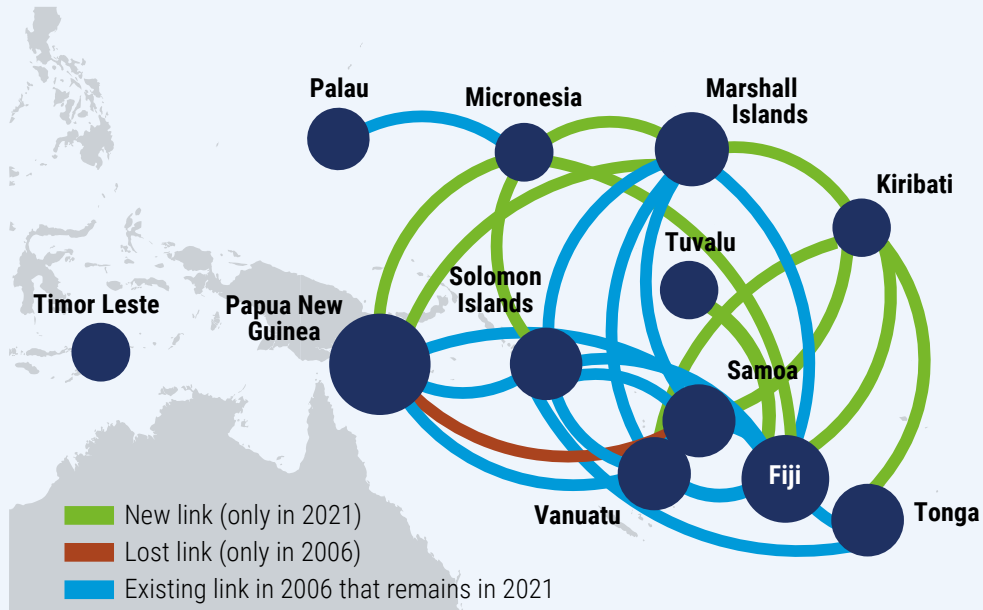 Palau
Micronesia
Marshall
Islands
Kiribati
Tuvalu
Solomon
Islands
Timor Leste
Papua New
Guinea
Samoa
Fiji
Vanuatu
Tonga
New link (only in 2021)
Lost link (only in 2006)
Existing link in 2006 that remains in 2021